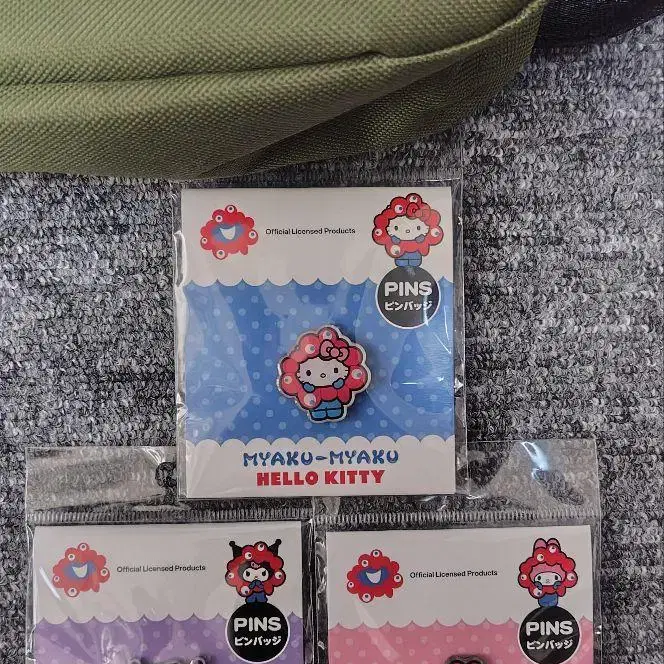 Official Licensed Products
PINS
ピンバッジ
MYAKU-MYAKU
HELLO KITTY
Official Licensed Products
PINS
ピンバッジ
Official Licensed Products
PINS
ピンバッジ